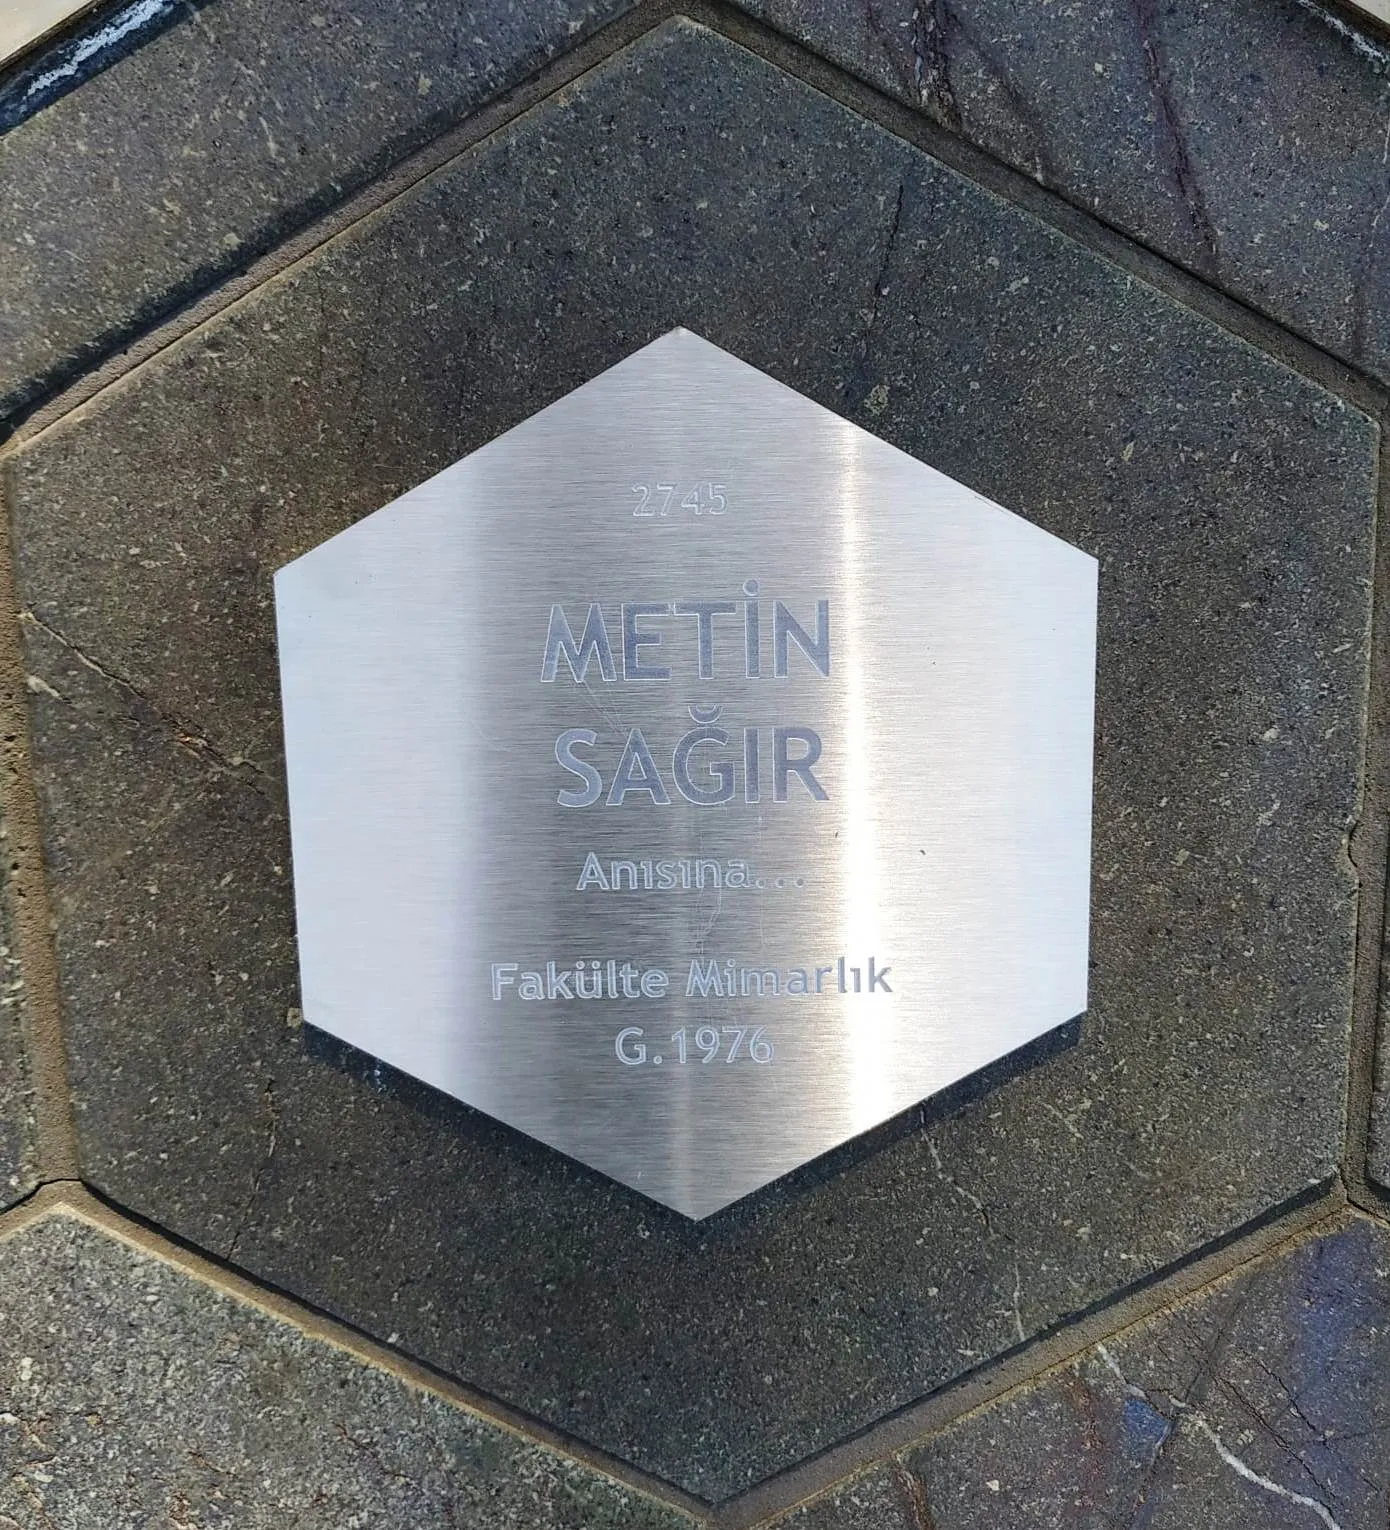 2745
METİN
SAĞIR
Anısına...
Fakülte Mimarlık
G.1976